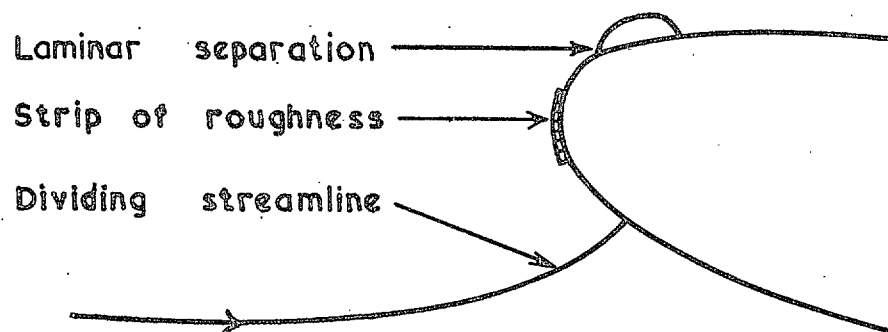 Laminar separation
Strip of roughness
Dividing streamline